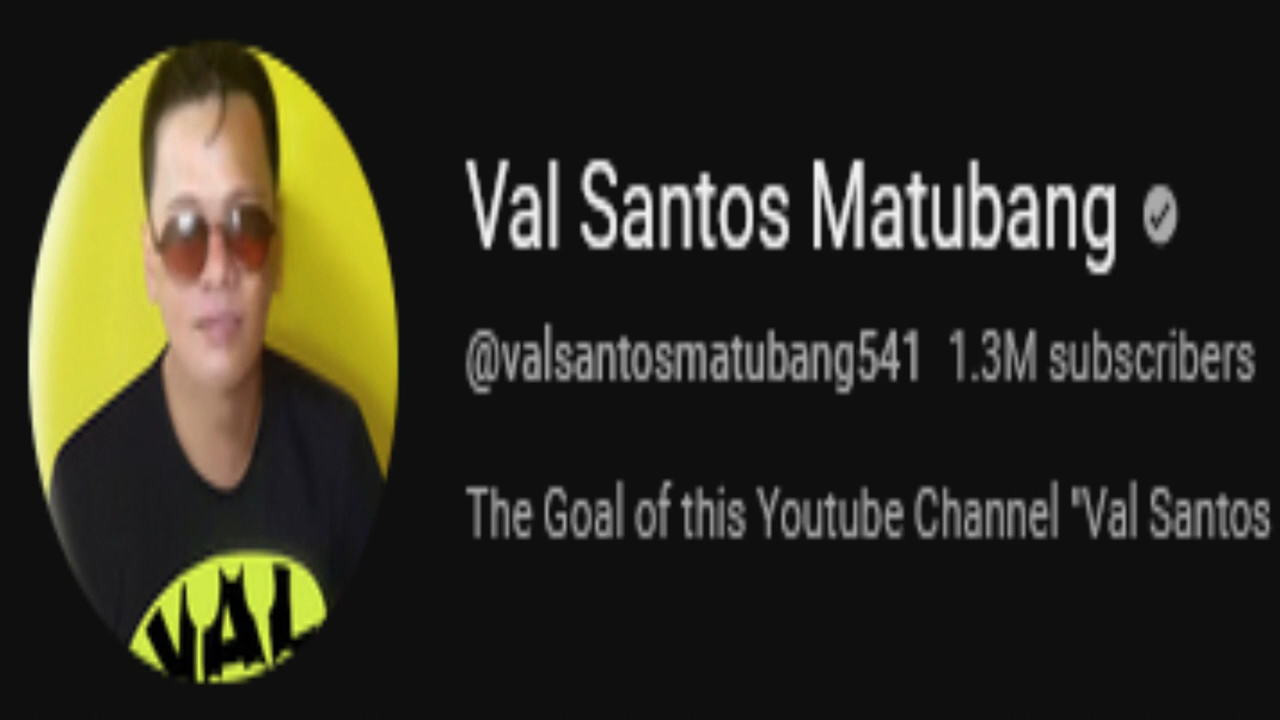 Val Santos Matubang
@valsantosmatubang541 1.3M subscribers
The Goal of this Youtube Channel "Val Santos
VAL